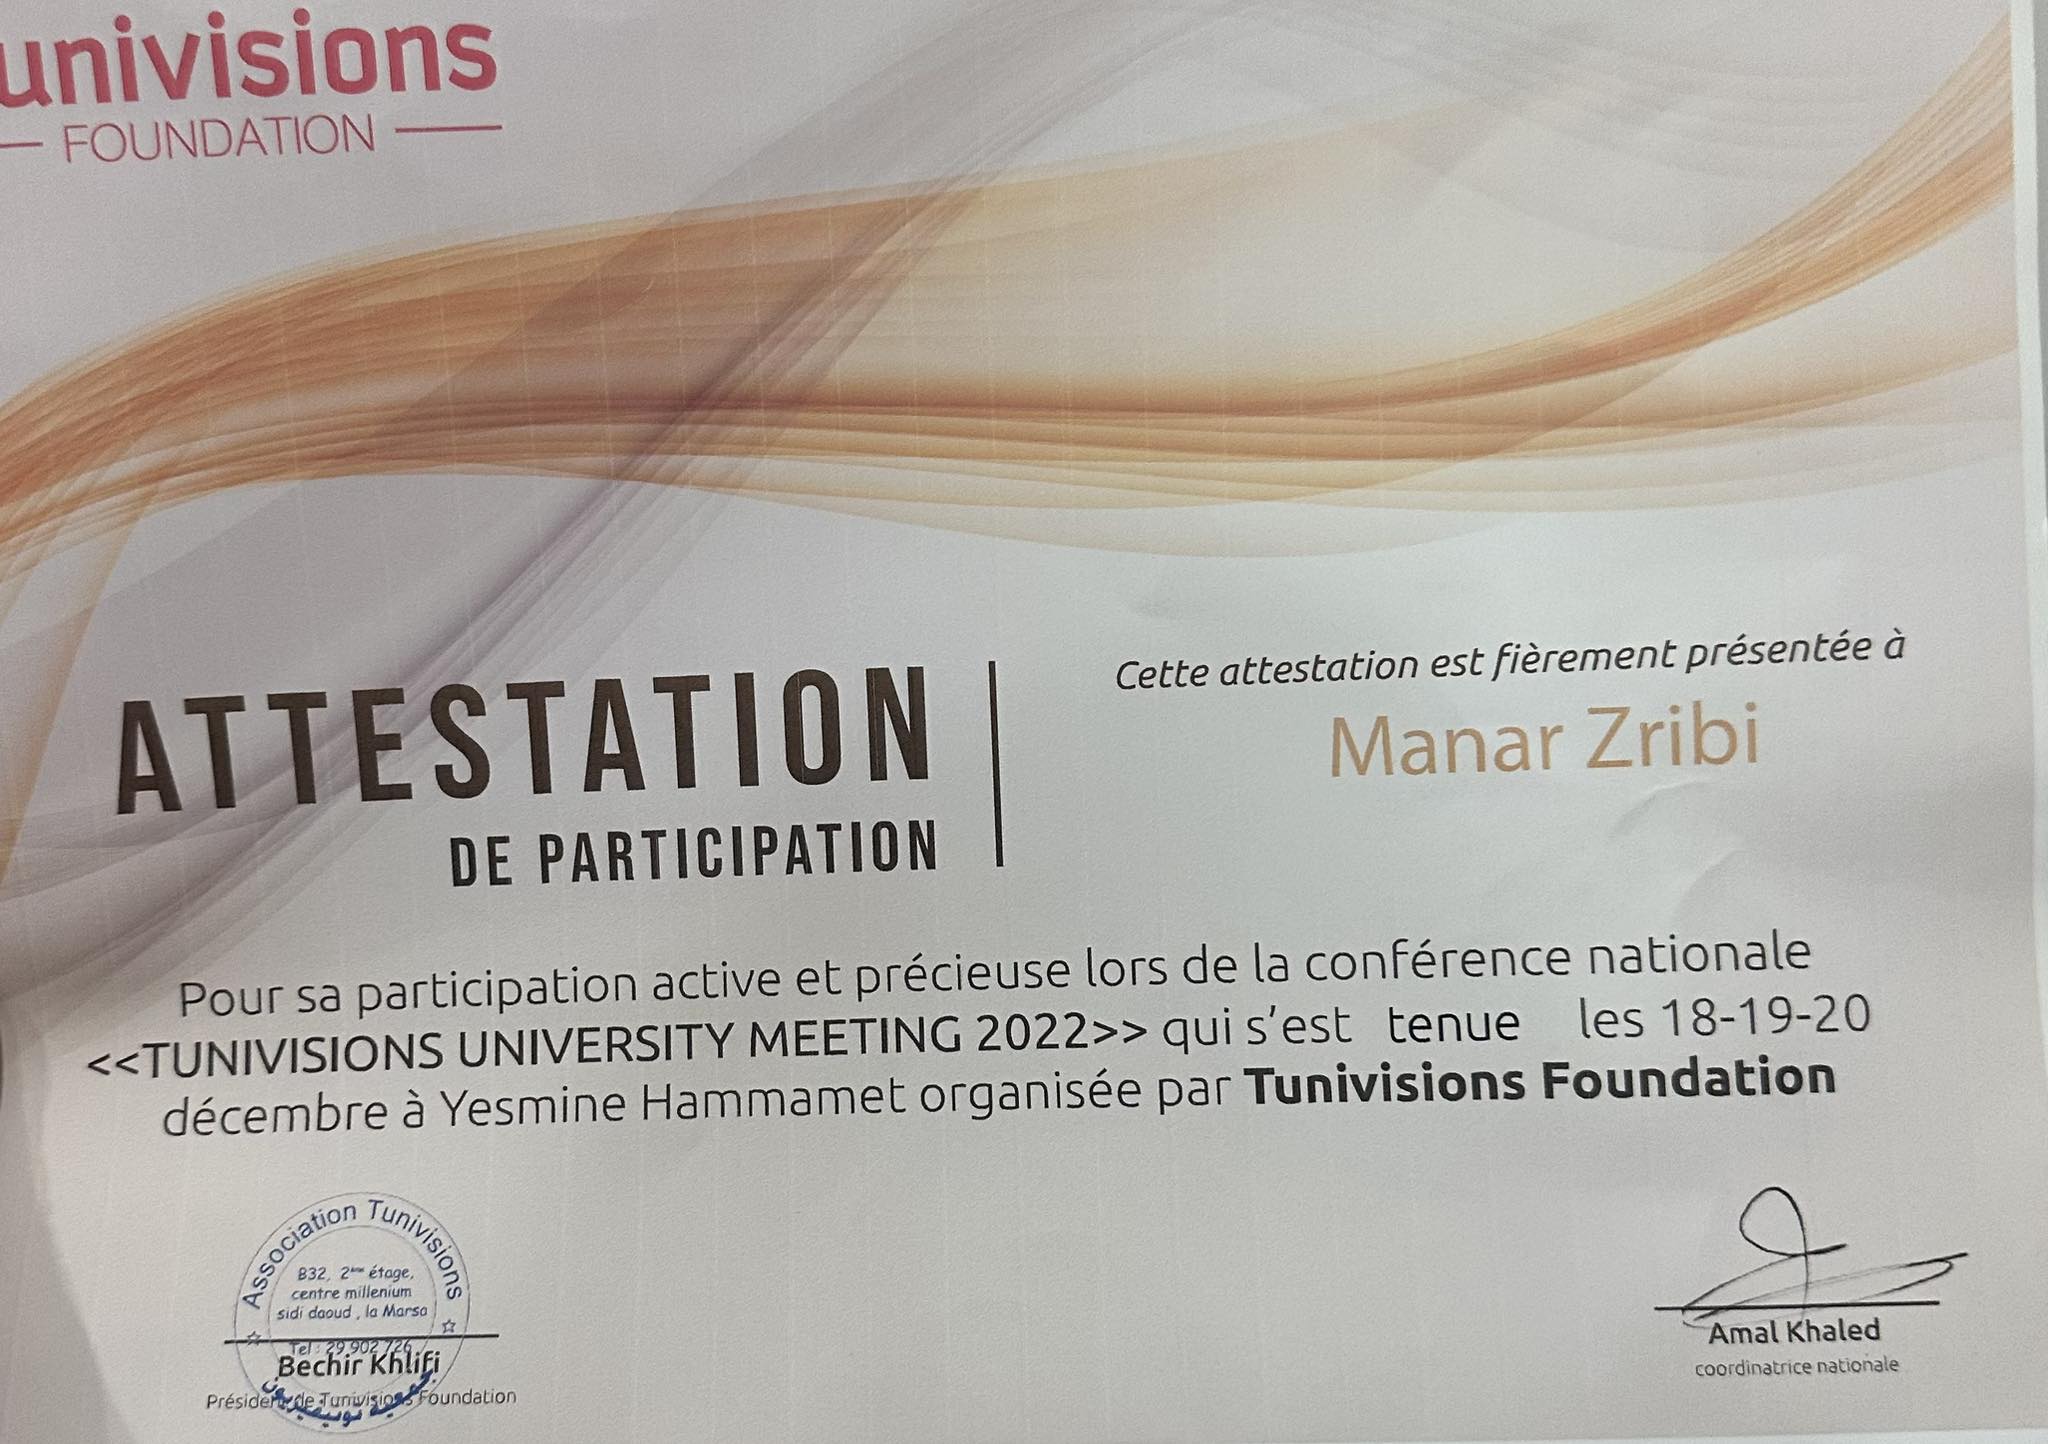 unívisions
FOUNDATION
ATTESTATION
DE PARTICIPATION
Cette attestation est fièrement présentée à
Manar Zribi
Pour sa participation active et précieuse lors de la conférence nationale
<<TUNIVISIONS UNIVERSITY MEETING 2022>> qui s'est tenue les 18-19-20
décembre à Yesmine Hammamet organisée par Tunivisions Foundation
Association Tunivisions
B32, 2ème étage,
centre millenium
sidi daoud , la Marsa
Tel : 29 902 726
Bechir Khlifi
Président de Tunivisions Foundation
جمعية تونيفيزيون
Amal Khaled
coordinatrice nationale